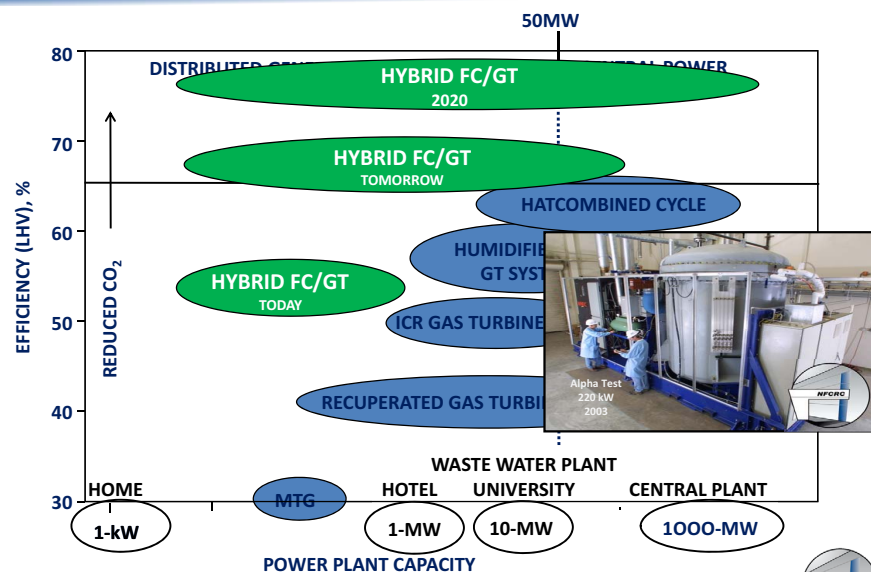 50MW
80
DISTRIBUTED
CENTRAL POWER
HYBRID FC/GT
2020
70
HYBRID FC/GT
TOMORROW
HATCOMBINED CYCLE
60
HUMIDIFIE
GT SYST
HYBRID FC/GT
TODAY
50
ICR GAS TURBINE
40
RECUPERATED GAS TURBIN
Alpha Test
220 kW
2003
NFCRC
EFFICIENCY (LHV), %
REDUCED CO₂
WASTE WATER PLANT
30
HOME
MTG
HOTEL
UNIVERSITY
CENTRAL PLANT
1-kW
1-MW
10-MW
1OOO-MW
POWER PLANT CAPACITY